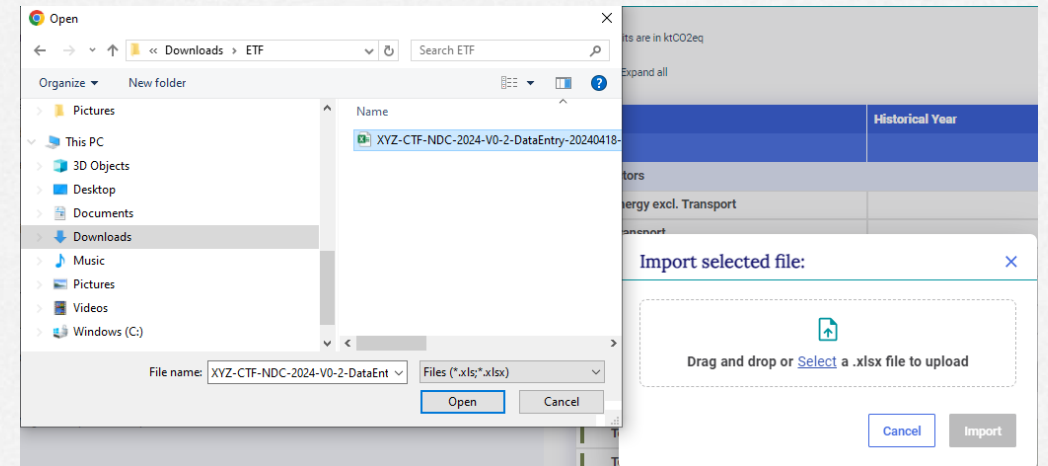 Open
« Downloads > ETF
Search ETF
Organize
New folder
Pictures
This PC
3D Objects
Desktop
Documents
Downloads
Music
Pictures
Videos
Windows (C:)
Name
XYZ-CTF-NDC-2024-V0-2-DataEntry-20240418-
File name:
XYZ-CTF-NDC-2024-V0-2-DataEnt
Files (*.xls;*.xlsx)
Open
Cancel
its are in ktCO2eq
Expand all
Historical Year
tors
nergy excl. Transport
Import selected file:
Drag and drop or Select a .xlsx file to upload
Cancel
Import